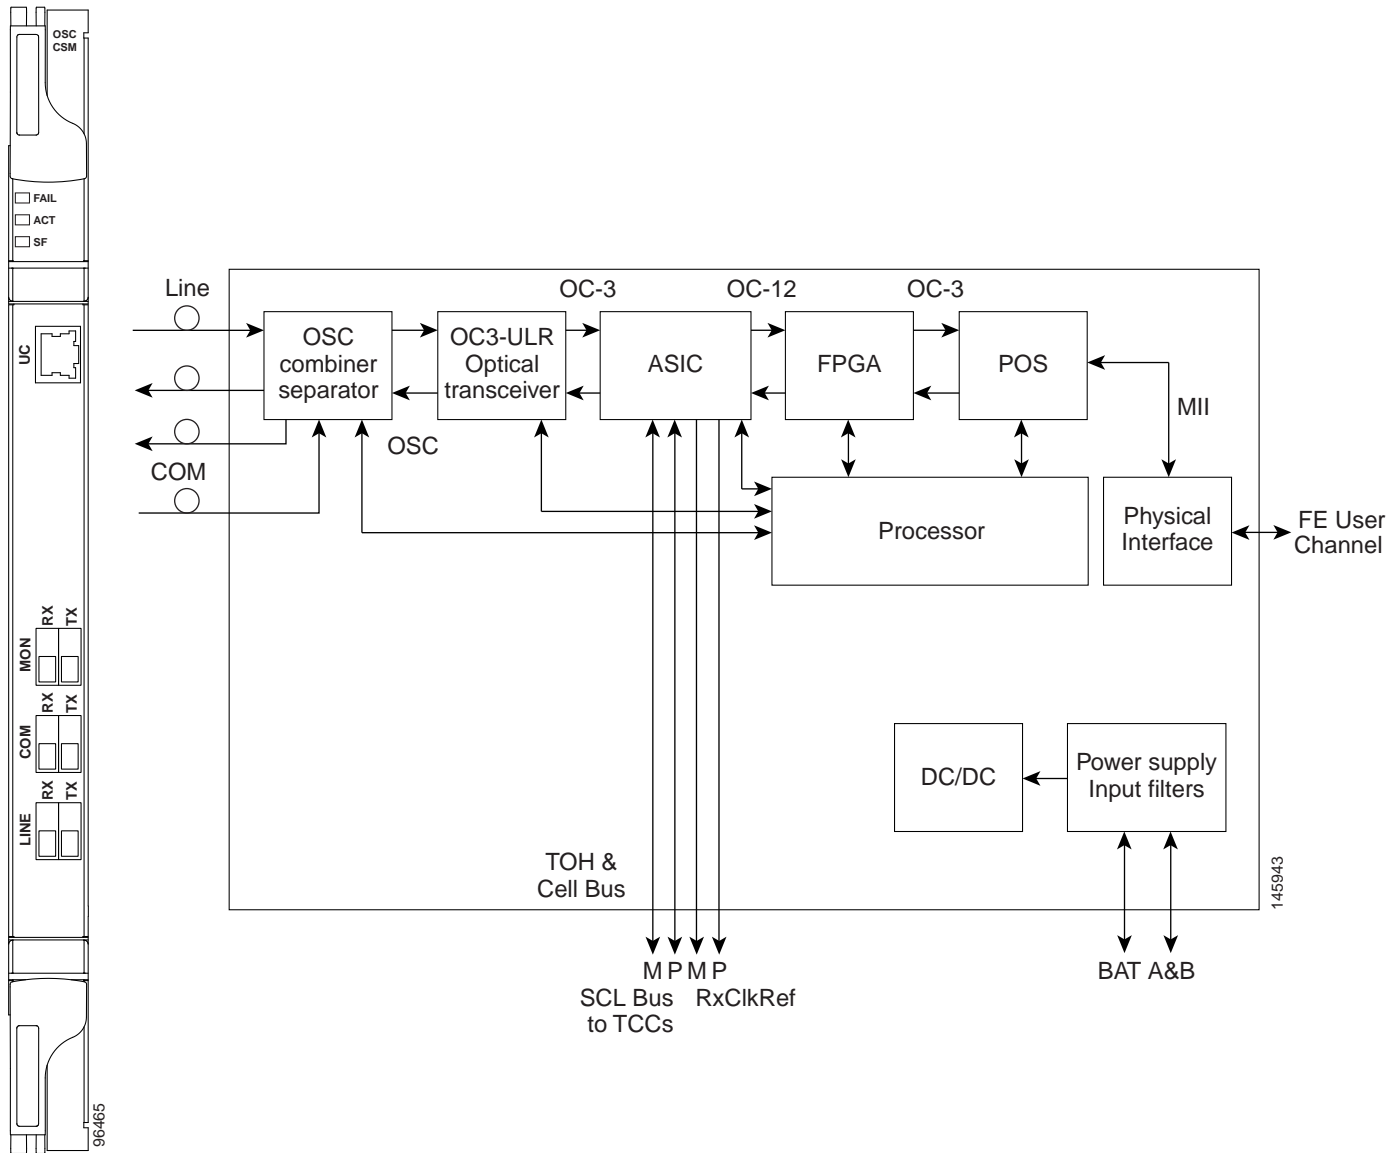 OSC
CSM
FAIL
ACT
SF
UC
RX
TX
MON
RX
TX
COM
RX
TX
LINE
96465
Line
COM
OSC
combiner
separator
OSC
OC-3
OC3-ULR
Optical
transceiver
ASIC
OC-12
FPGA
OC-3
POS
MII
Processor
Physical
Interface
FE User
Channel
DC/DC
Power supply
Input filters
TOH &
Cell Bus
M P M P
SCL Bus
to TCCs
RxClkRef
BAT A&B
145943